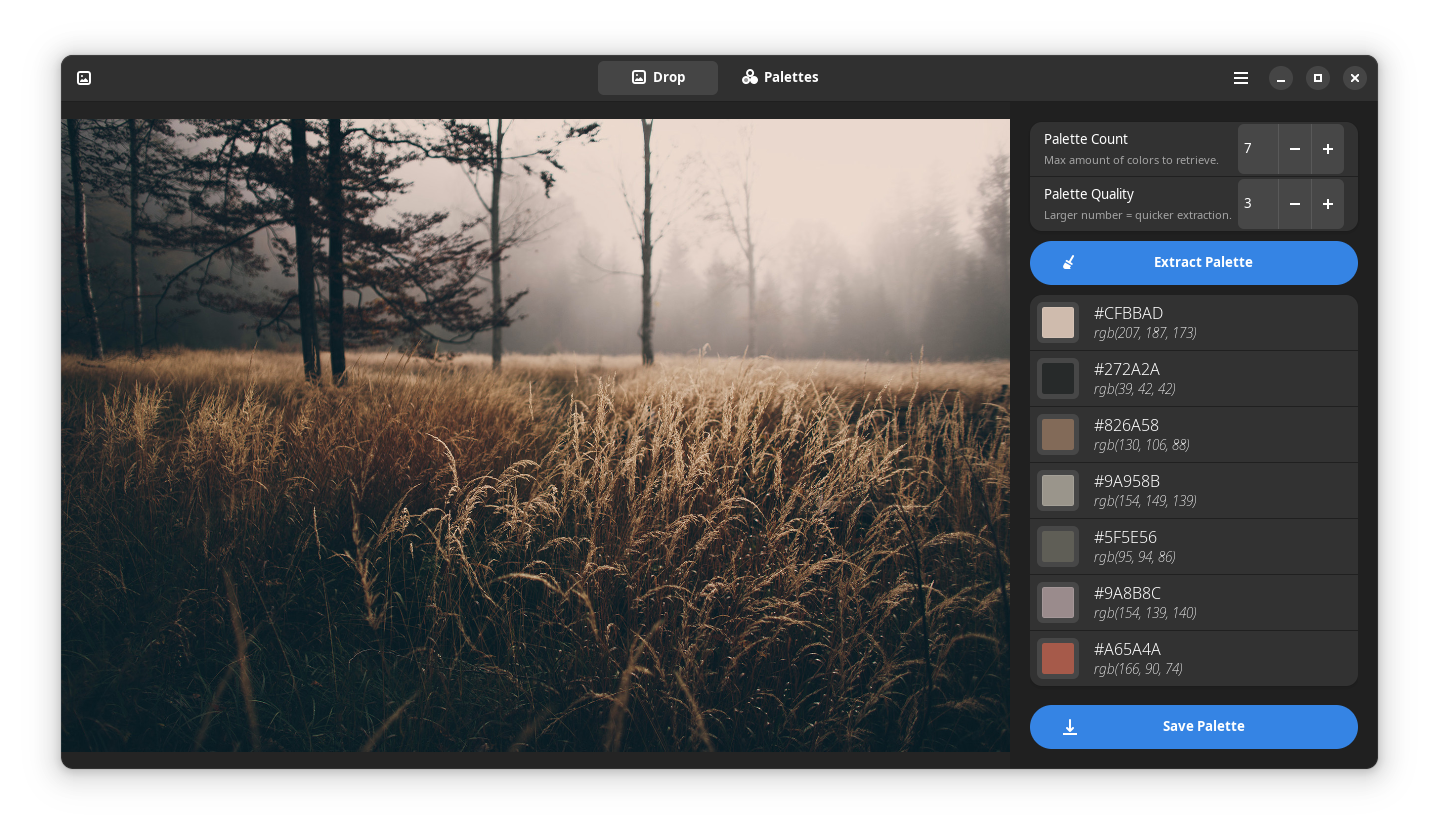 Drop
Palettes
Palette Count
Max amount of colors to retrieve.
7
Palette Quality
Larger number = quicker extraction.
3
Extract Palette
#CFBBAD
rgb(207, 187, 173)
#272A2A
rgb(39, 42, 42)
#826A58
rgb(130, 106, 88)
#9A958B
rgb(154, 149, 139)
#5F5E56
rgb(95, 94, 86)
#9A8B8C
rgb(154, 139, 140)
#A65A4A
rgb(166, 90, 74)
Save Palette